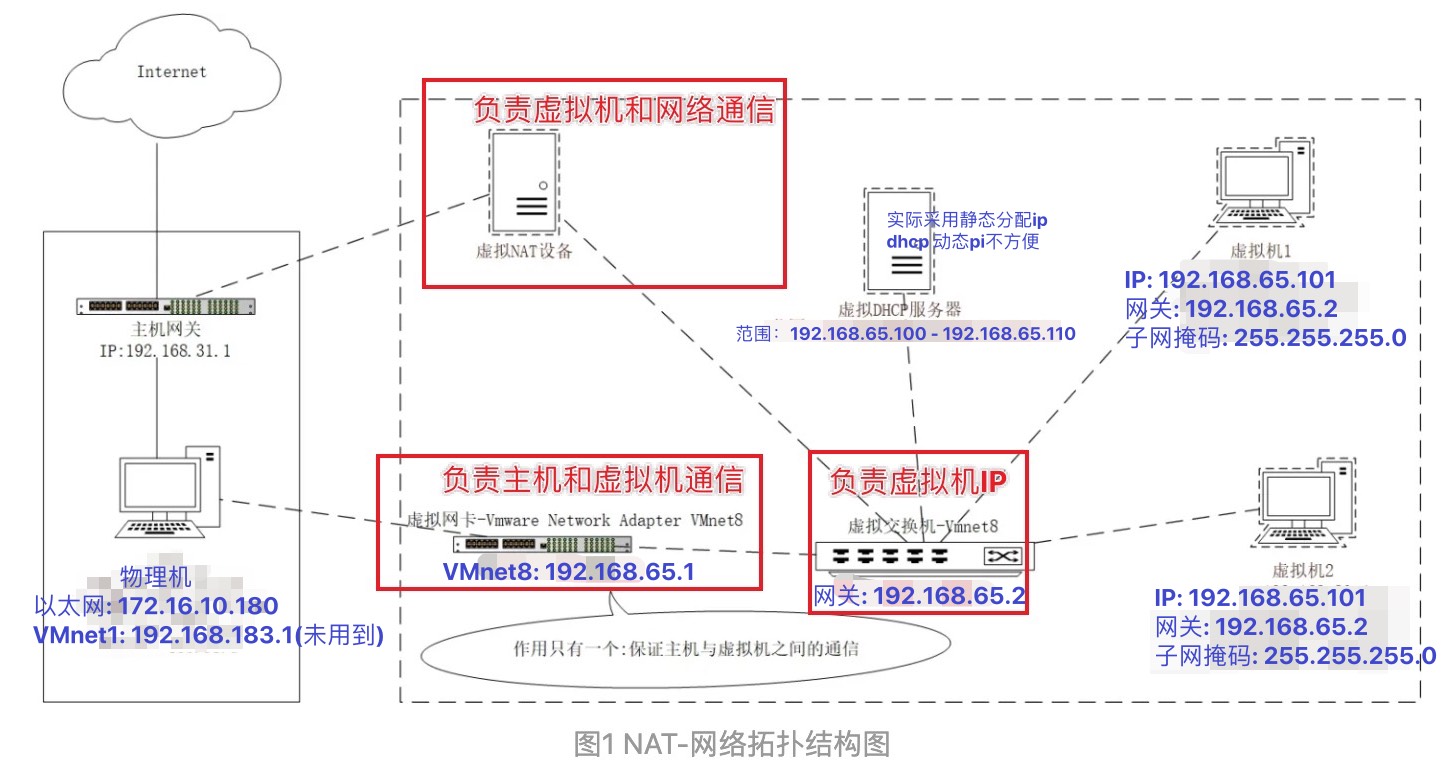 Internet
负责虚拟机和网络通信
虚拟NAT设备
实际采用静态分配ip
dhcp 动态pi不方便
虚拟DHCP服务器
范围：192.168.65.100 - 192.168.65.110
虚拟机1
IP: 192.168.65.101
网关: 192.168.65.2
子网掩码: 255.255.255.0
主机网关
IP:192.168.31.1
负责主机和虚拟机通信
虚拟网卡-Vmware Network Adapter VMnet8
VMnet8: 192.168.65.1
负责虚拟机IP
虚拟交换机-Vmnet8
网关: 192.168.65.2
物理机
以太网: 172.16.10.180
VMnet1: 192.168.183.1(未用到)
作用只有一个:保证主机与虚拟机之间的通信
虚拟机2
IP: 192.168.65.101
网关: 192.168.65.2
子网掩码: 255.255.255.0
图1 NAT-网络拓扑结构图